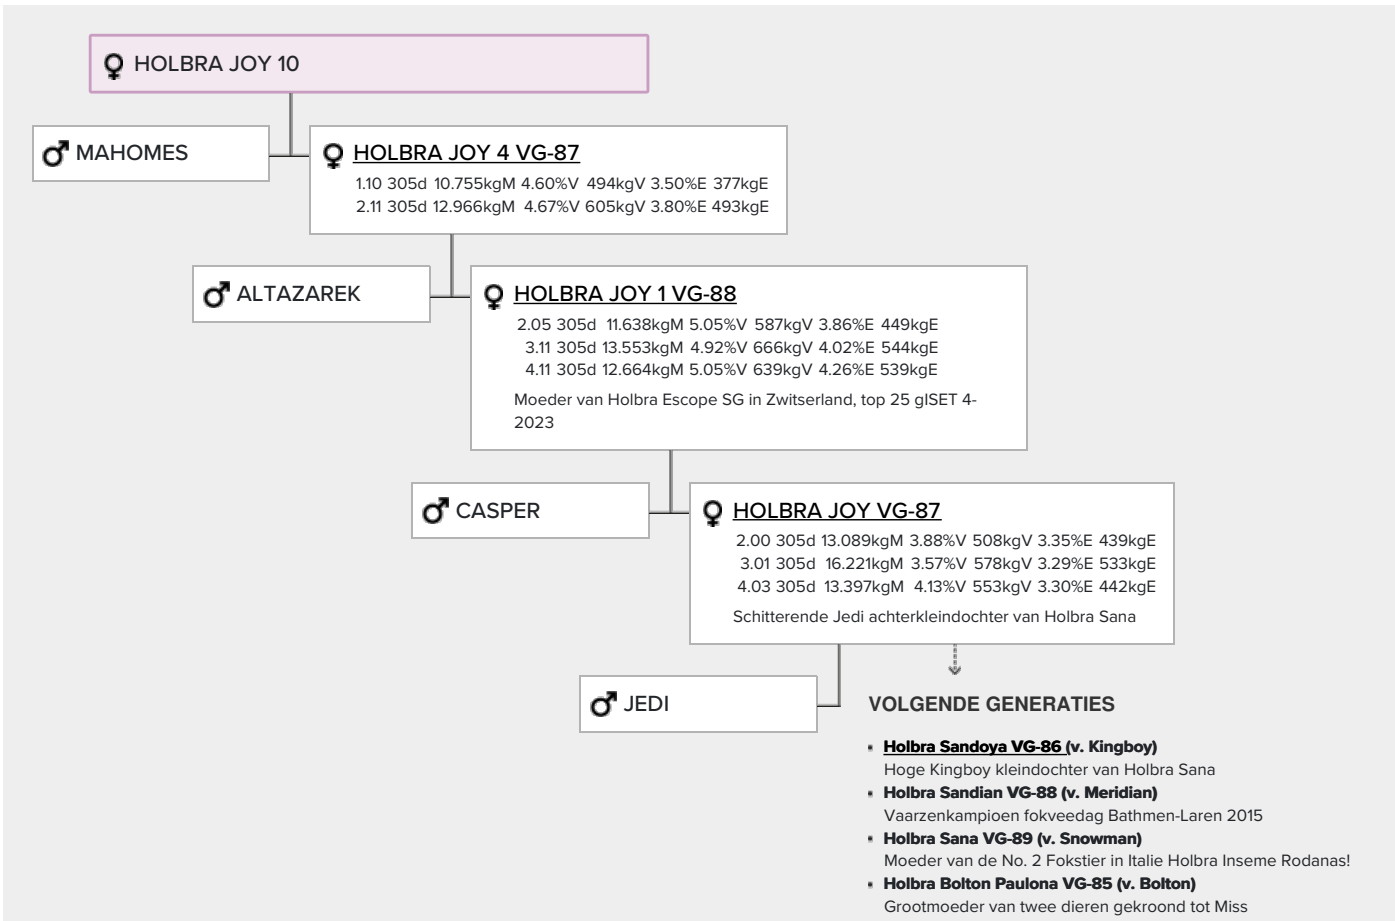 HOLBRA JOY 10
MAHOMES
HOLBRA JOY 4 VG-87
1.10 305d 10.755kgM 4.60%V 494kgV 3.50%E 377kgE
2.11 305d 12.966kgM 4.67%V 605kgV 3.80%E 493kgE
ALTAZAREK
HOLBRA JOY 1 VG-88
2.05 305d 11.638kgM 5.05%V 587kgV 3.86%E 449kgE
3.11 305d 13.553kgM 4.92%V 666kgV 4.02%E 544kgE
4.11 305d 12.664kgM 5.05%V 639kgV 4.26%E 539kgE
Moeder van Holbra Escope SG in Zwitserland, top 25 gISET 4-
2023
CASPER
HOLBRA JOY VG-87
2.00 305d 13.089kgM 3.88%V 508kgV 3.35%E 439kgE
3.01 305d 16.221kgM 3.57%V 578kgV 3.29%E 533kgE
4.03 305d 13.397kgM 4.13%V 553kgV 3.30%E 442kgE
Schitterende Jedi achterkleindochter van Holbra Sana
JEDI
VOLGENDE GENERATIES
Holbra Sandoya VG-86 (v. Kingboy)
Hoge Kingboy kleindochter van Holbra Sana
Holbra Sandian VG-88 (v. Meridian)
Vaarzenkampioen fokveedag Bathmen-Laren 2015
Holbra Sana VG-89 (v. Snowman)
Moeder van de No. 2 Fokstier in Italie Holbra Inseme Rodanas!
Holbra Bolton Paulona VG-85 (v. Bolton)
Grootmoeder van twee dieren gekroond tot Miss